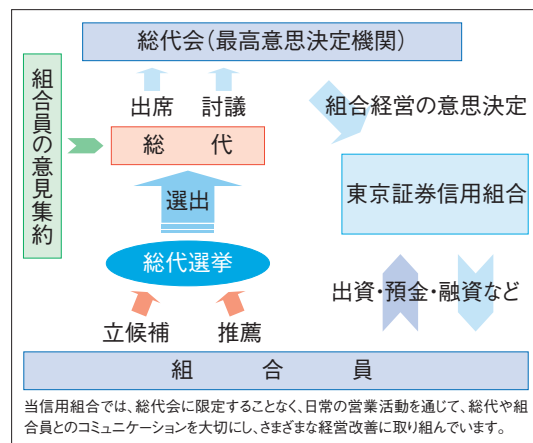 総代会（最高意思決定機関）
出席 討議
組合員の意見集約
総代
組合経営の意思決定
選出
東京証券信用組合
総代選挙
出資・預金・融資など
立候補 推薦
組合員
当信用組合では、総代会に限定することなく、日常の営業活動を通じて、総代や組
合員とのコミュニケーションを大切にし、さまざまな経営改善に取り組んでいます。